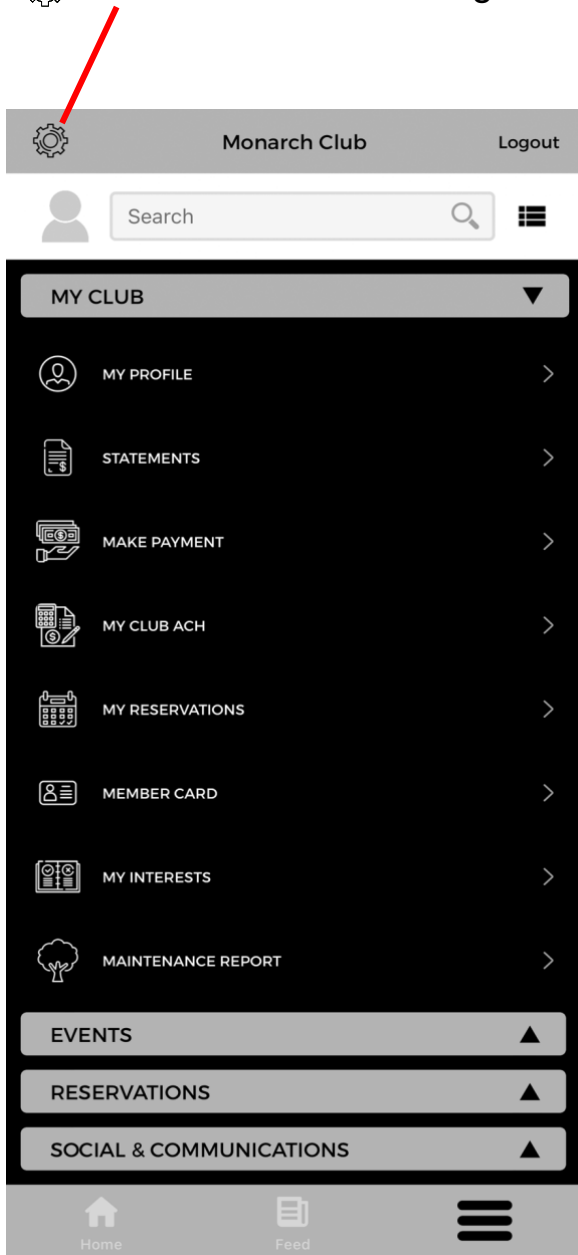 Monarch Club Logout
Search
MY CLUB
MY PROFILE
STATEMENTS
MAKE PAYMENT
MY CLUB ACH
MY RESERVATIONS
MEMBER CARD
MY INTERESTS
MAINTENANCE REPORT
EVENTS
RESERVATIONS
SOCIAL & COMMUNICATIONS
Home Feed